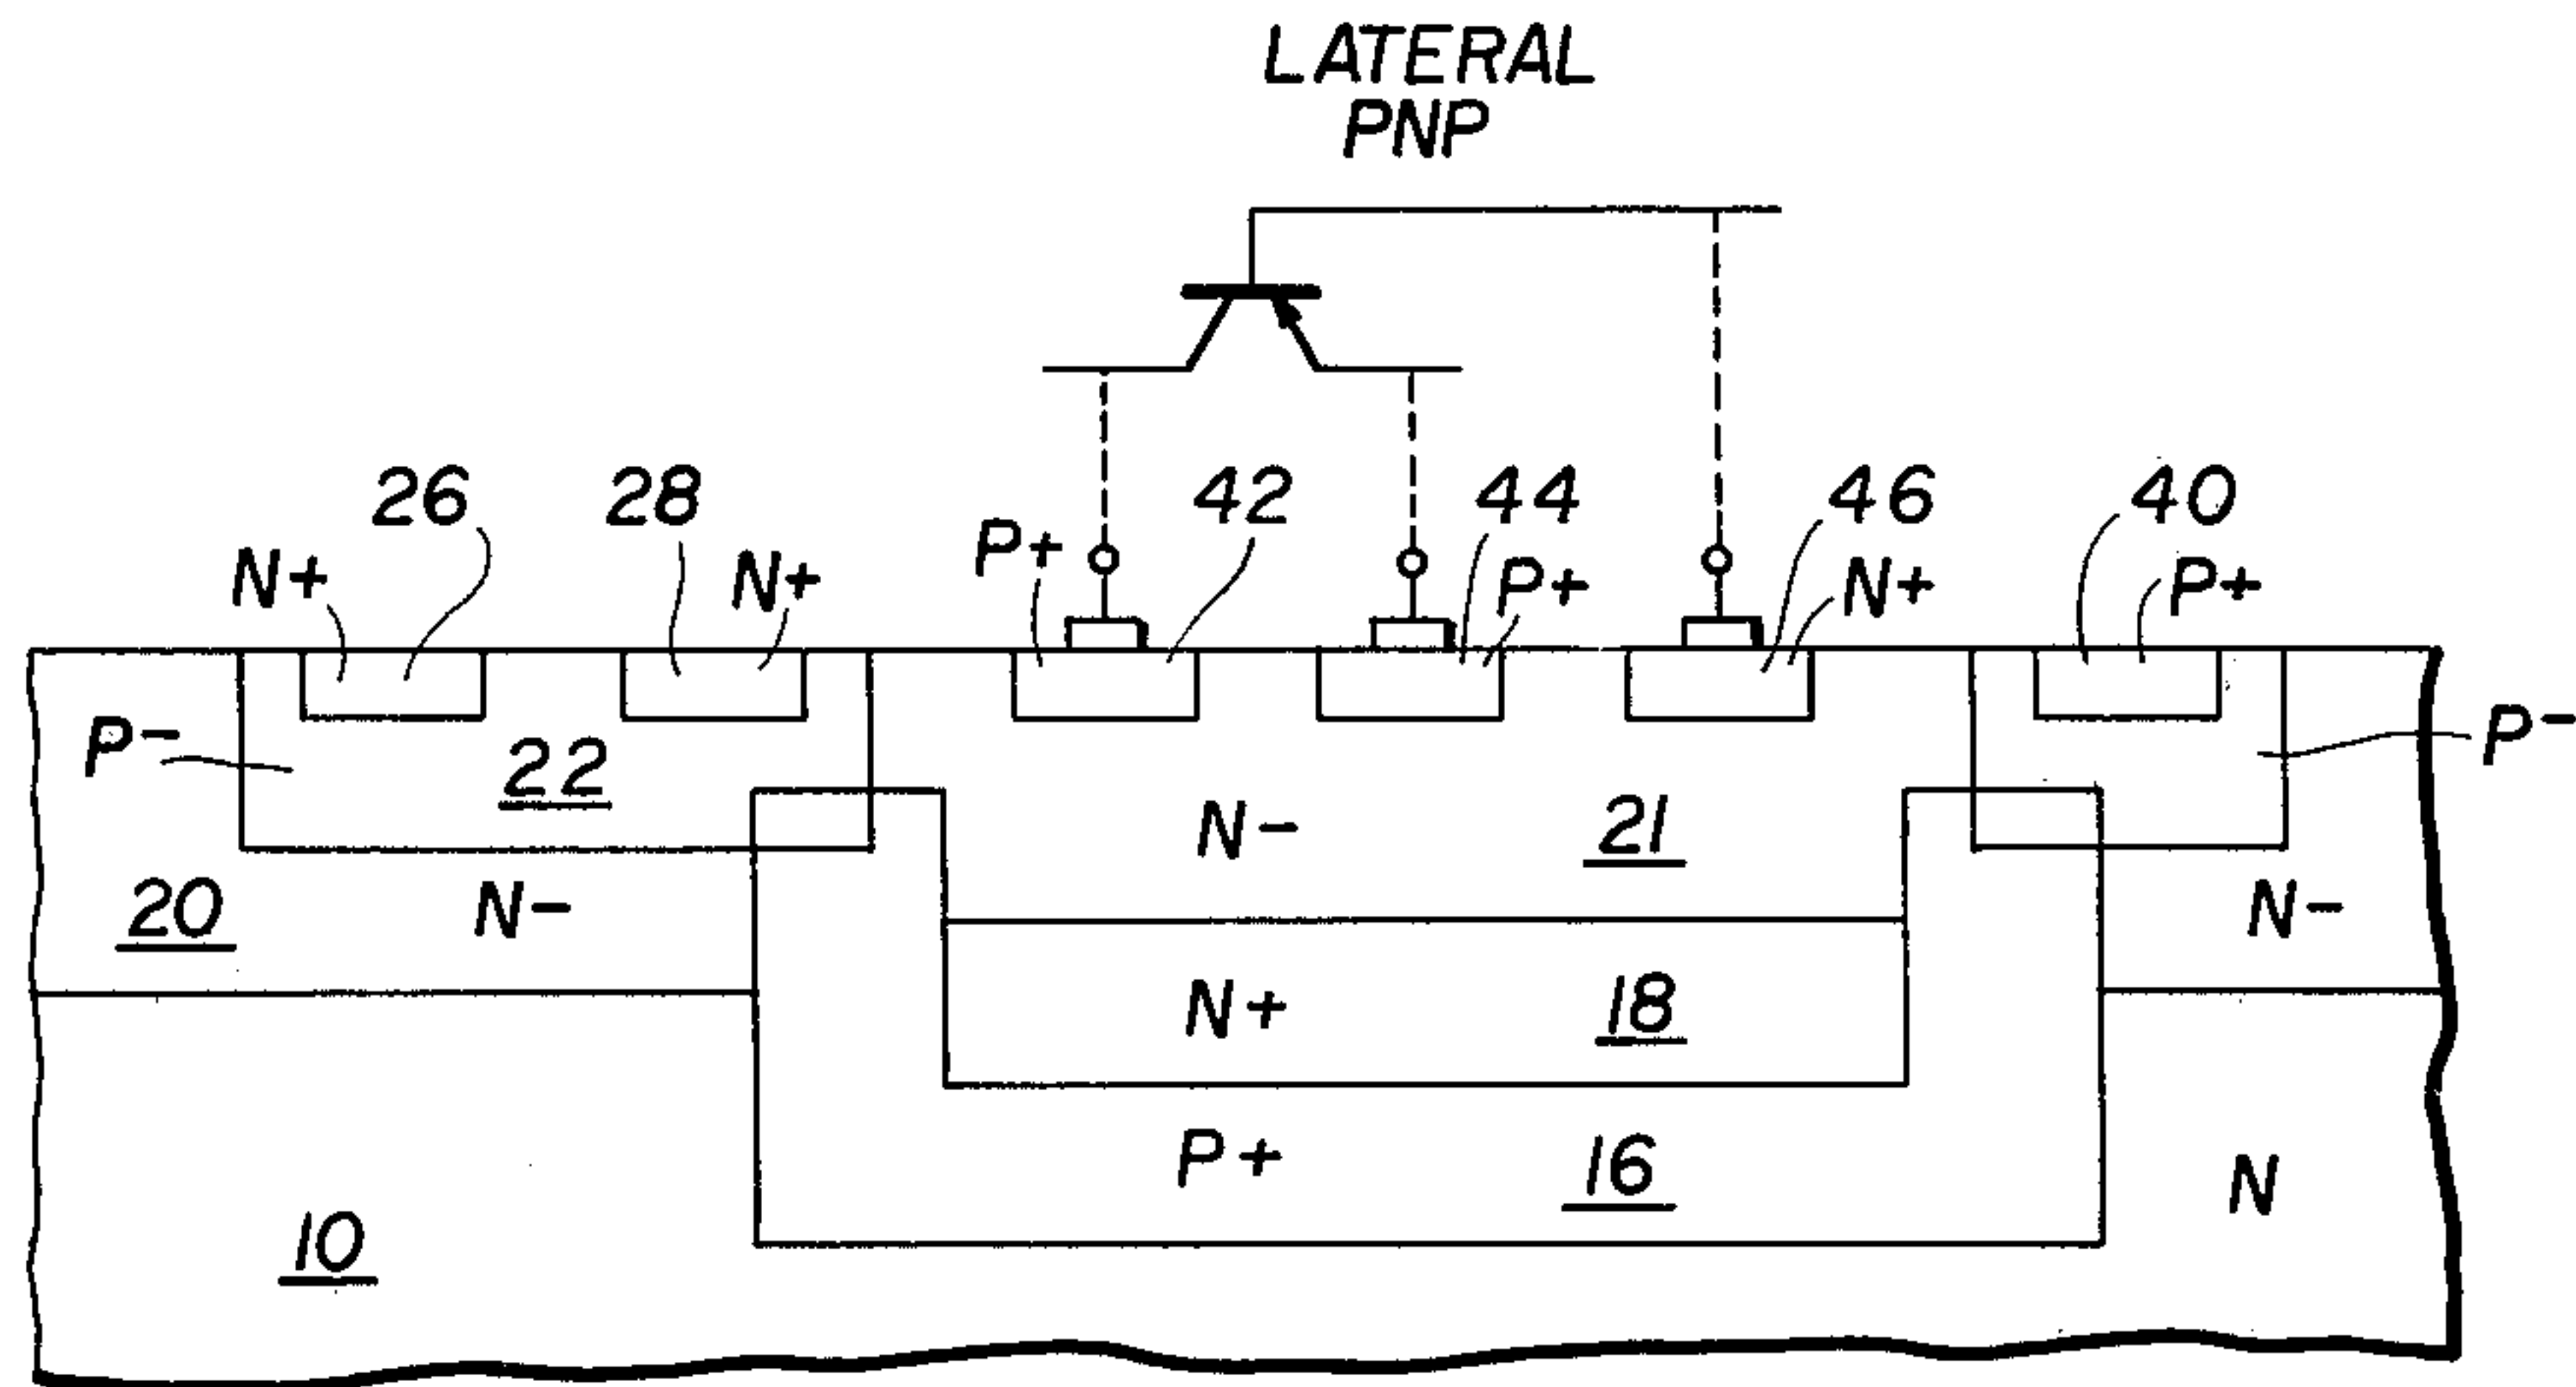 LATERAL
PNP
26 28 42 44 46 40
N+ N+ P+ P+ N+ P+
P- 22 P-
20 N- N- 21 N-
N+ 18
P+ 16 N
10